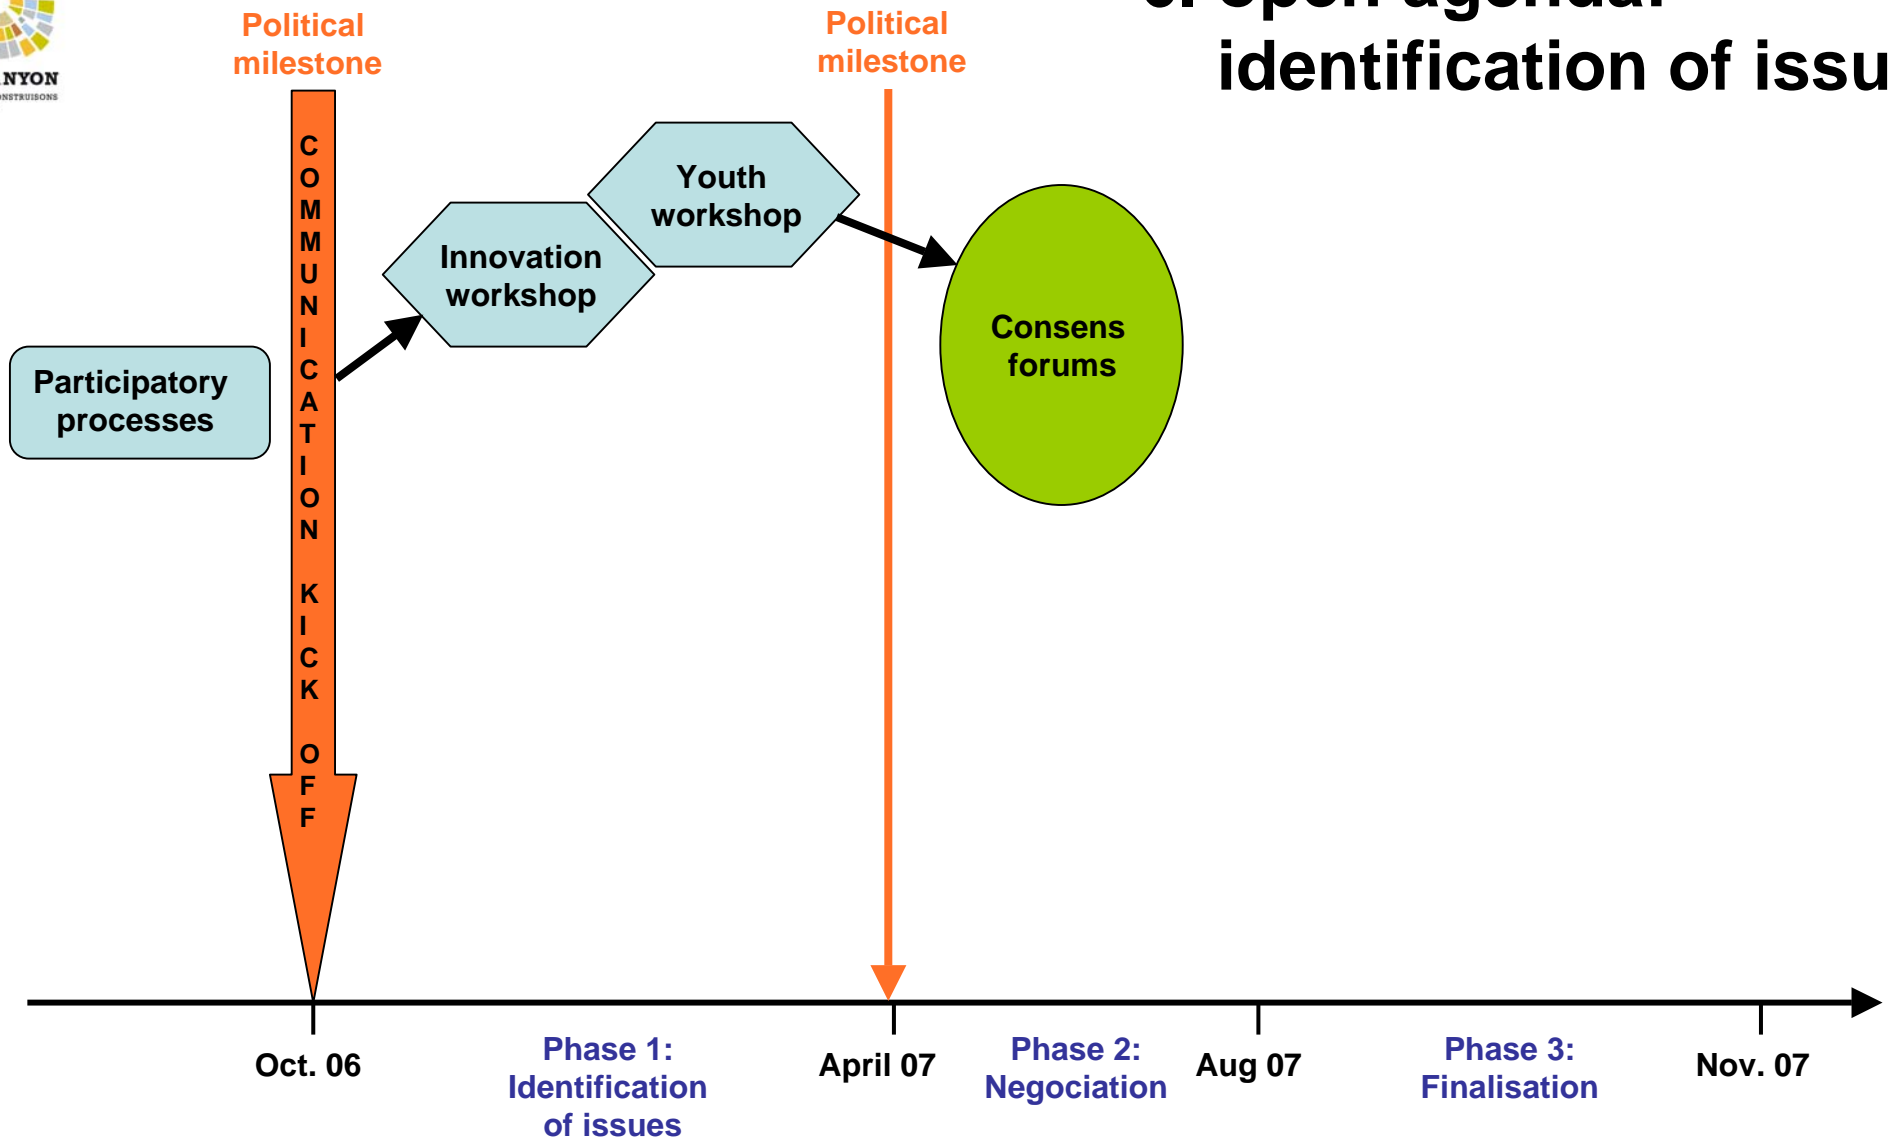 NYON
Political
milestone
Political
milestone
open agenda:
identification of issu
COMMUNICATION KICK OFF
Youth
workshop
Innovation
workshop
Participatory
processes
Consens
forums
Oct. 06
Phase 1:
Identification
of issues
April 07
Phase 2:
Negociation
Aug 07
Phase 3:
Finalisation
Nov. 07